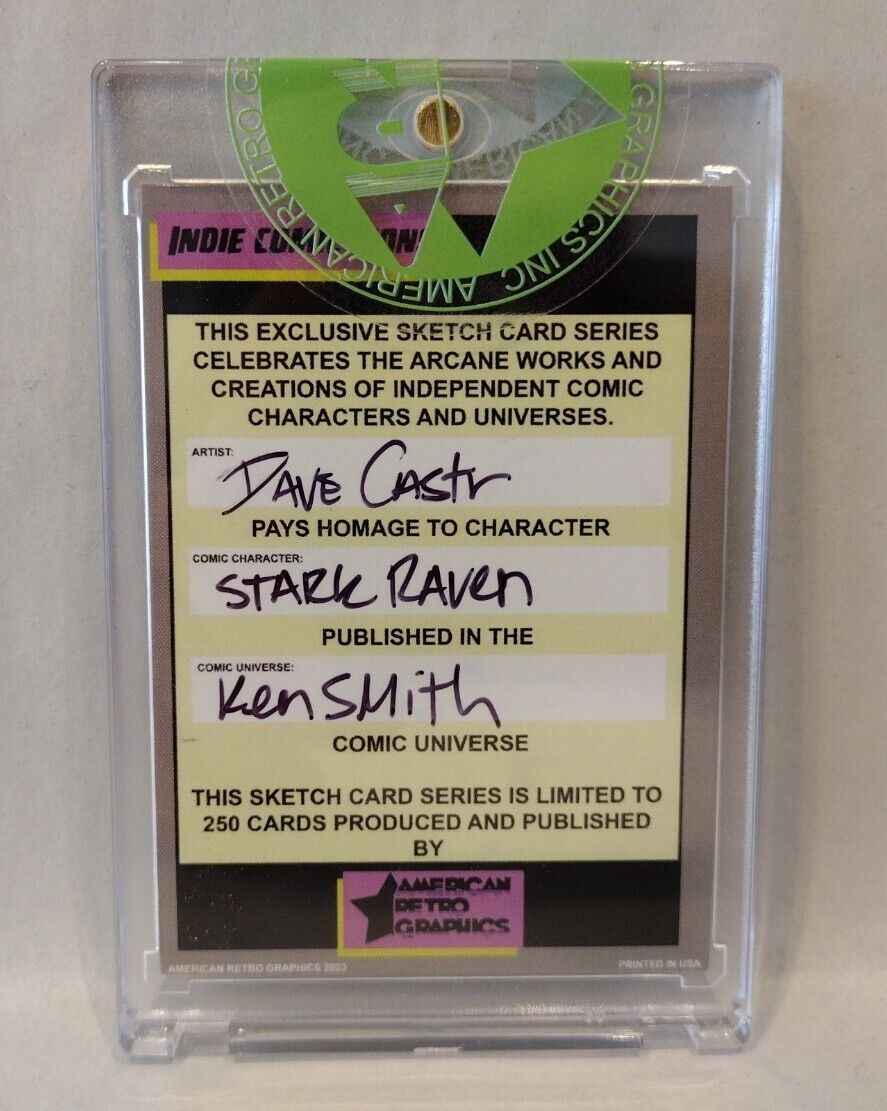 AMERICAN RETRO GRAPHICS INC. AMERICAN RETRO GRAPHICS
INDIE
THIS EXCLUSIVE SKETCH CARD SERIES
CELEBRATES THE ARCANE WORKS AND
CREATIONS OF INDEPENDENT COMIC
CHARACTERS AND UNIVERSES.
ARTIST:
DAVE CASTR
PAYS HOMAGE TO CHARACTER
COMIC CHARACTER:
STARK RAVEN
PUBLISHED IN THE
COMIC UNIVERSE:
Ken SMith
COMIC UNIVERSE
THIS SKETCH CARD SERIES IS LIMITED TO
250 CARDS PRODUCED AND PUBLISHED
BY
AMERICAN
RETRO
GRAPHICS
AMERICAN RETRO GRAPHICS 2023
PRINTED IN USA